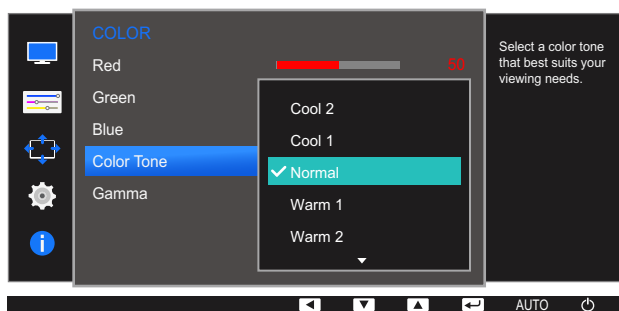 COLOR
Red 50
Green
Blue
Color Tone
Gamma
Cool 2
Cool 1
Normal
Warm 1
Warm 2
Select a color tone
that best suits your
viewing needs.
AUTO